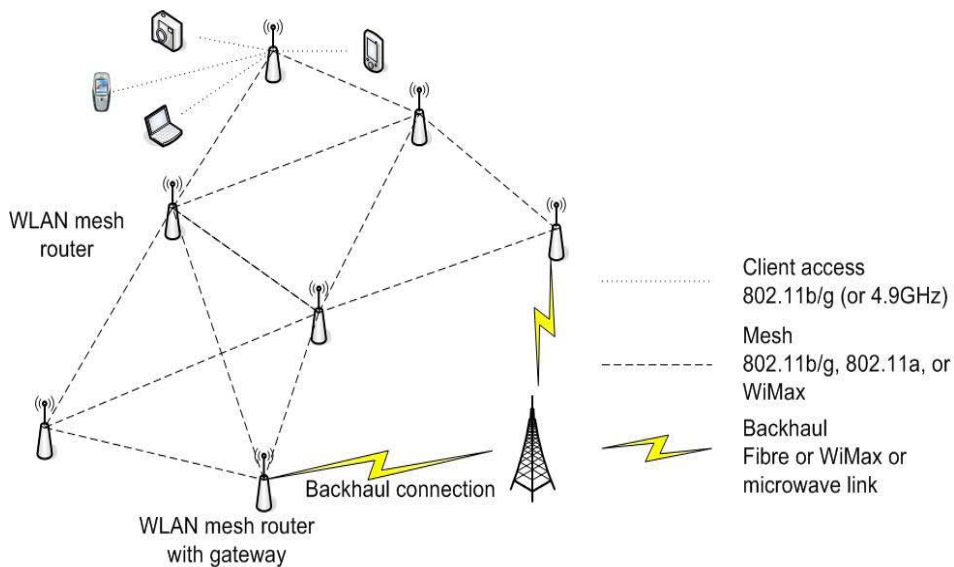 WLAN mesh
router
Client access
802.11b/g (or 4.9GHz)
Mesh
802.11b/g, 802.11a, or
WiMax
Backhaul
Fibre or WiMax or
microwave link
Backhaul connection
WLAN mesh router
with gateway